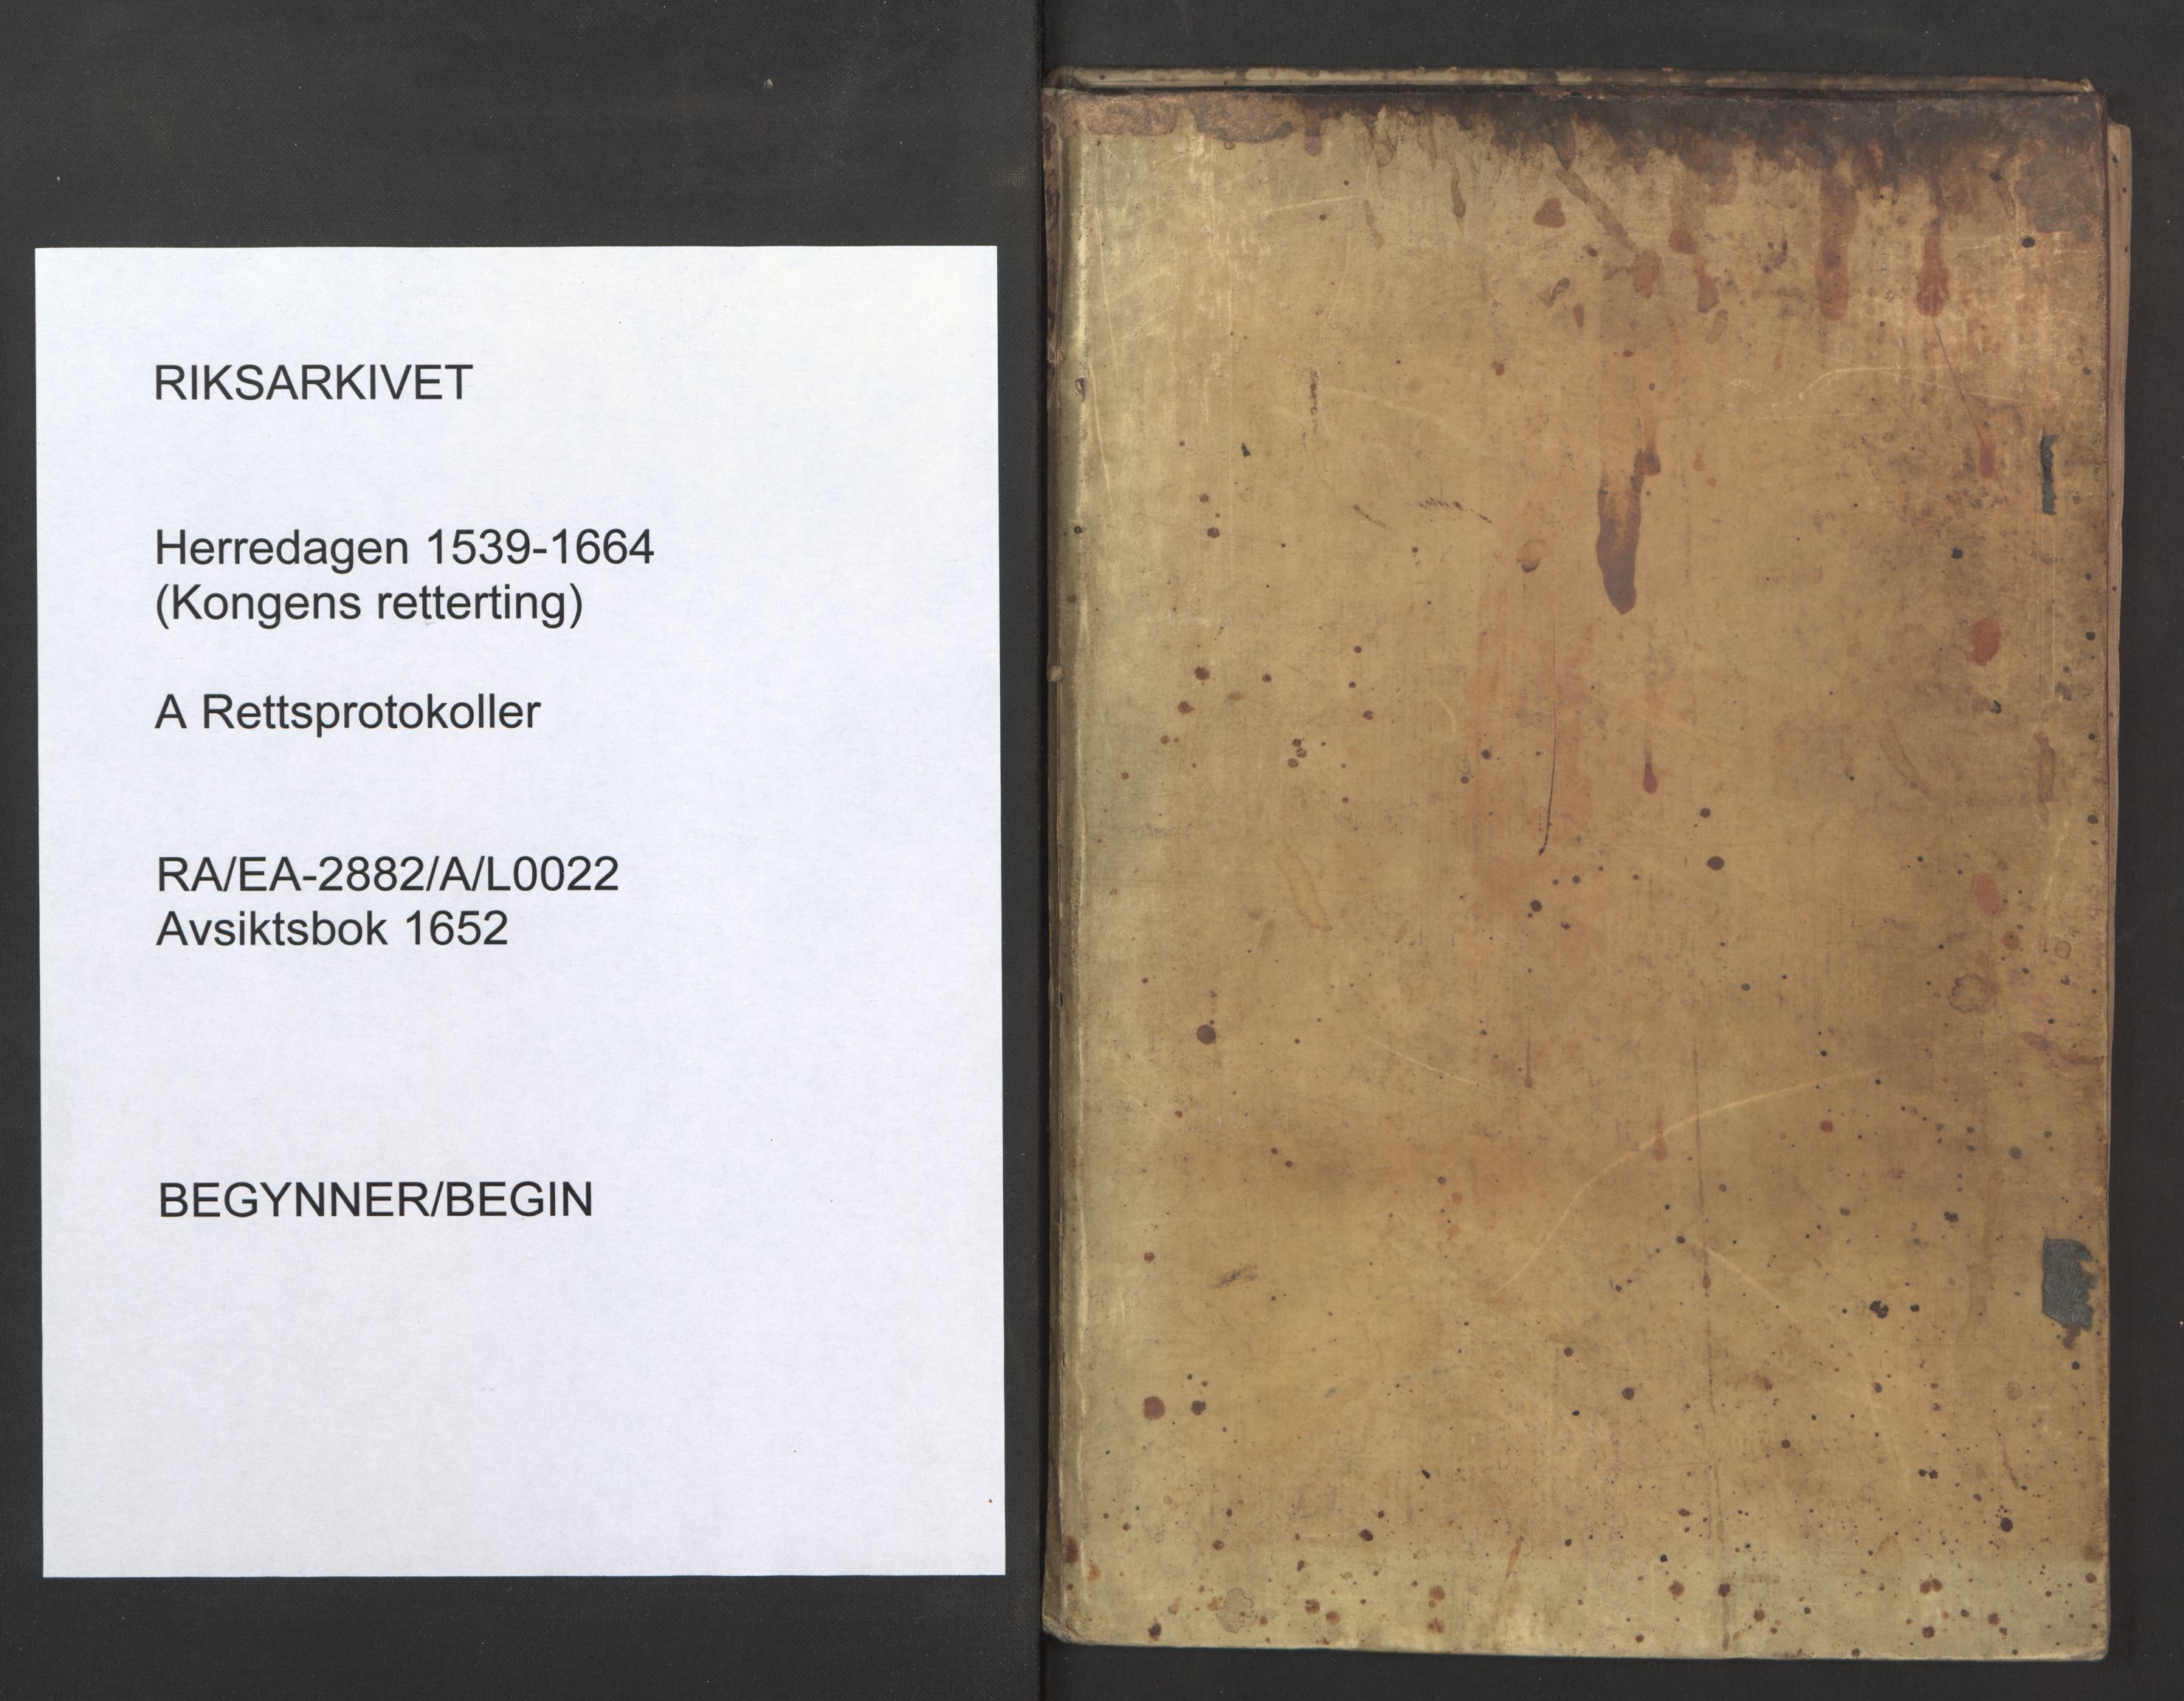 RIKSARKIVET
Herredagen 1539-1664
(Kongens retterting)
A Rettsprotokoller
RA/EA-2882/A/L0022
Avsiktsbok 1652
BEGYNNER/BEGIN